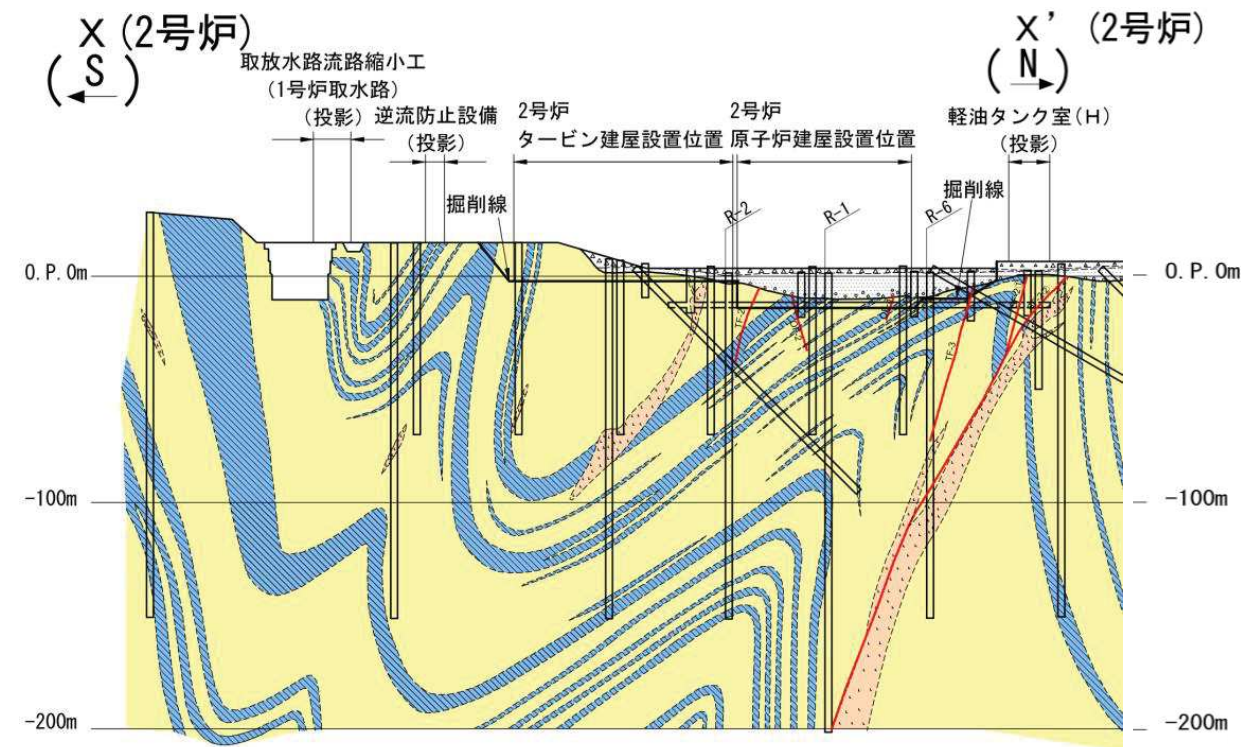 X (2号炉)
(S)
取放水路流路縮小工
(1号炉取水路)
(投影)
逆流防止設備
(投影)
2号炉
タービン建屋設置位置
2号炉
原子炉建屋設置位置
X' (2号炉)
(N)
軽油タンク室(H)
(投影)
掘削線
掘削線
R-2
R-1
R-6
O.P.0m
O.P.0m
TF-3
-100m
-100m
-200m
-200m